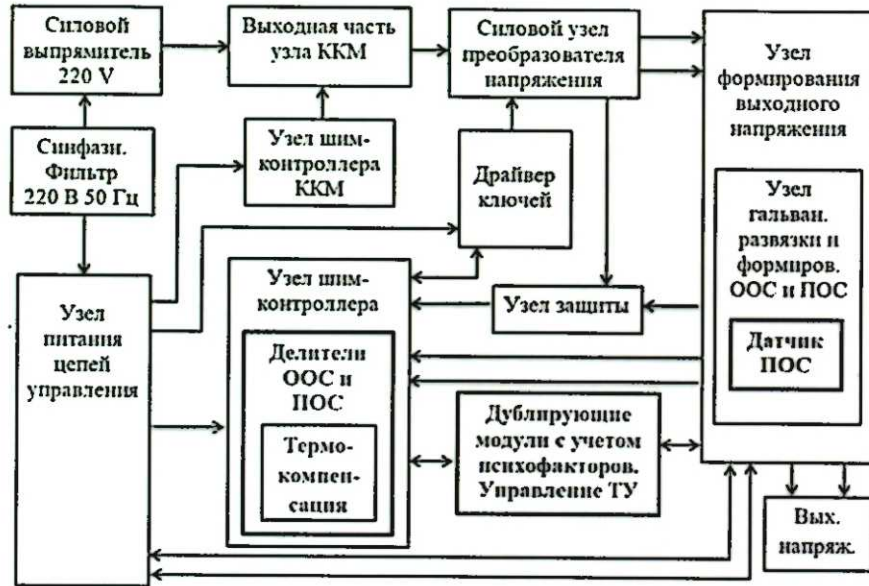 Силовой
выпрямитель
220 V
Выходная часть
узла ККМ
Силовой узел
преобразователя
напряжения
Узел
формирования
выходного
напряжения
Синфазн.
Фильтр
220 В 50 Гц
Узел шим-
контроллера
ККМ
Драйвер
ключей
Узел
гальван.
развязки и
формиров.
ООС и ПОС
Датчик
ПОС
Узел
питания
цепей
управления
Узел шим-
контроллера
Делители
ООС и
ПОС
Термо-
компен-
сация
Узел защиты
Дублирующие
модули с учетом
психофакторов.
Управление ТУ
Вых.
напряж.